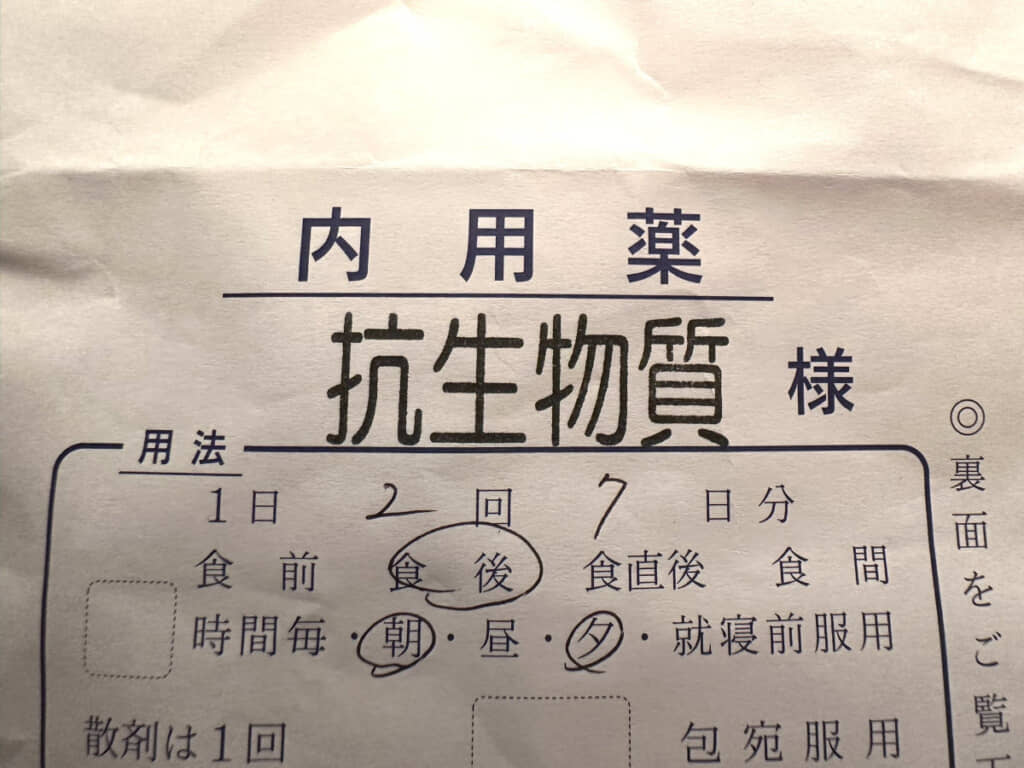 内用薬
抗生物質 様
用法
1日 2 回 7 日分
食前 食後 食直後 食間
時間毎・朝・昼・夕・就寝前服用
散剤は1回 包宛服用
◎裏面をご覧下